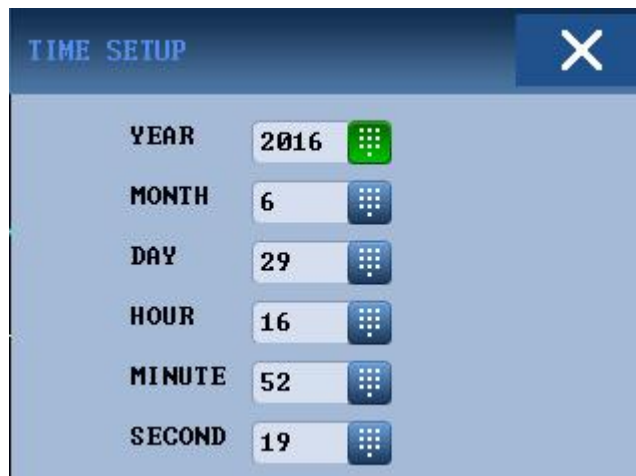 TIME SETUP
YEAR 2016
MONTH 6
DAY 29
HOUR 16
MINUTE 52
SECOND 19